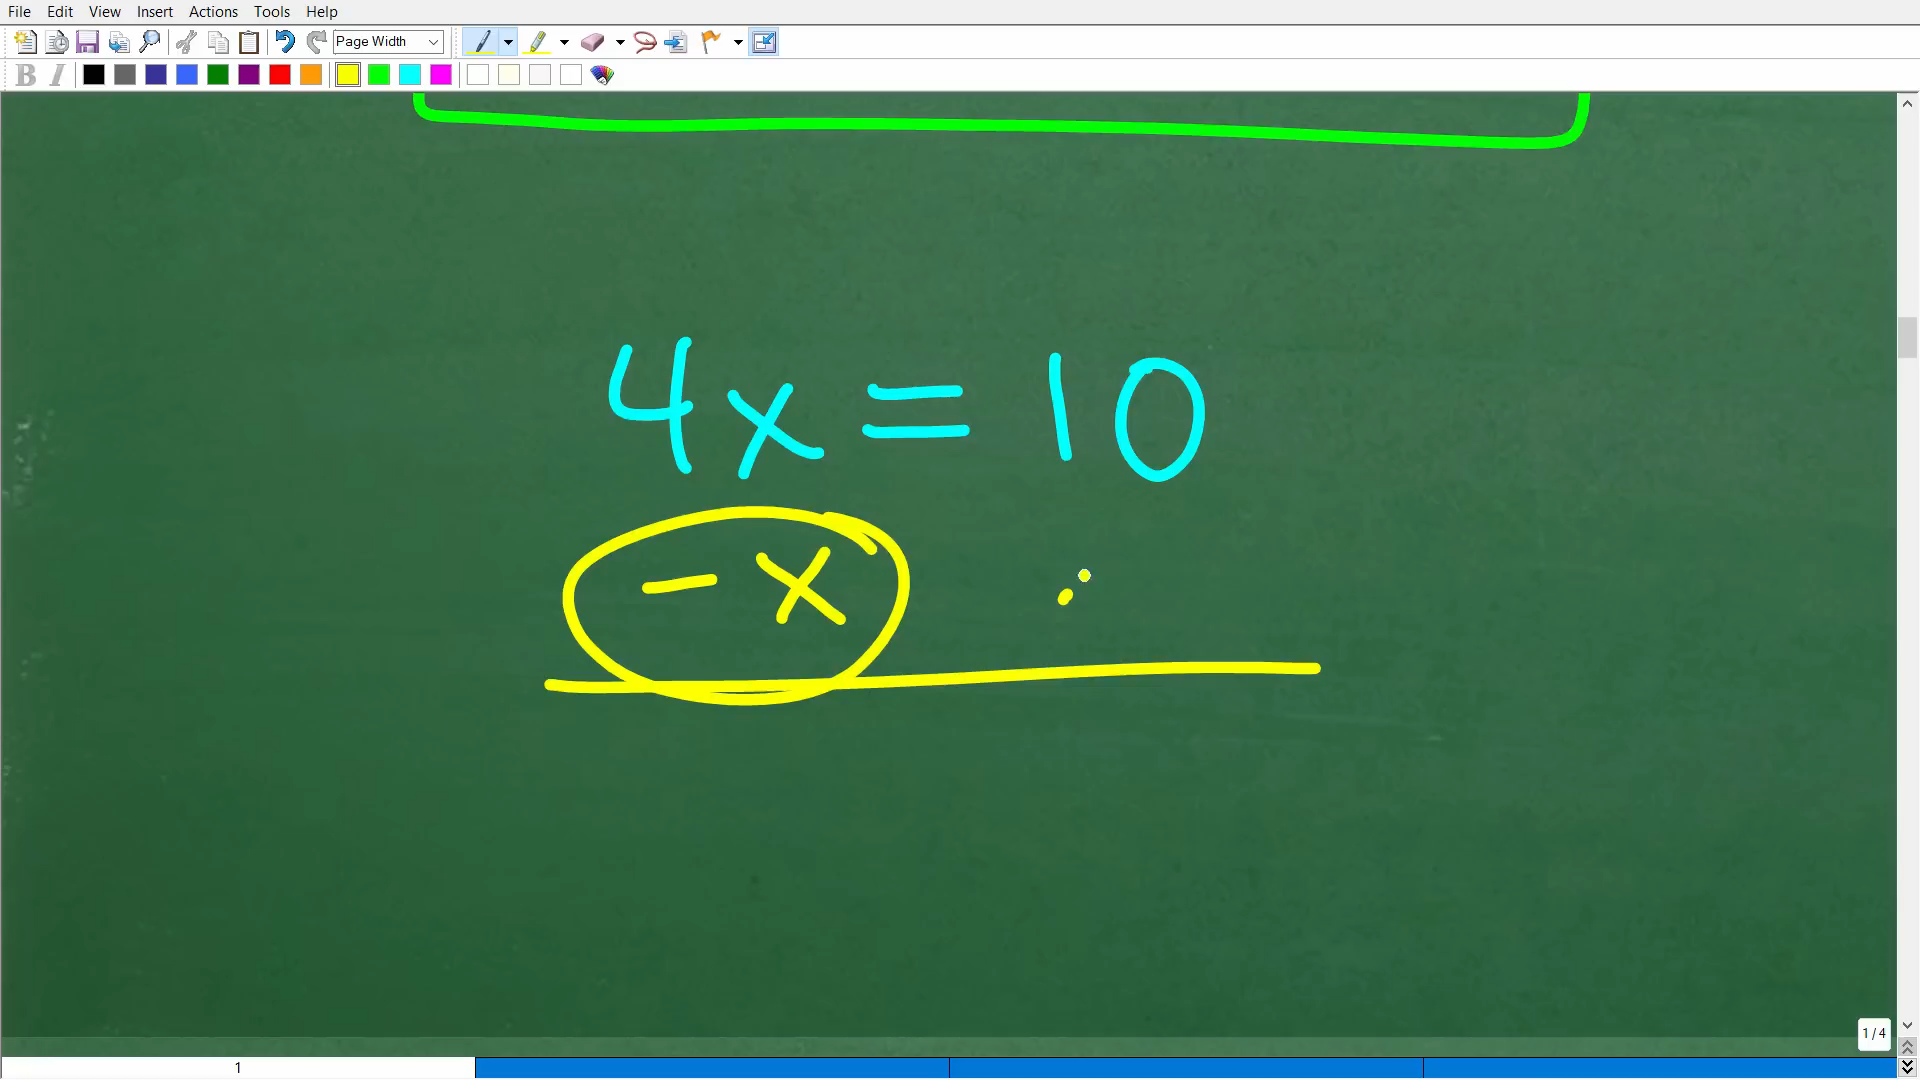 File Edit View Insert Actions Tools Help
Page Width
B I
4x = 10
- x
1/4
1